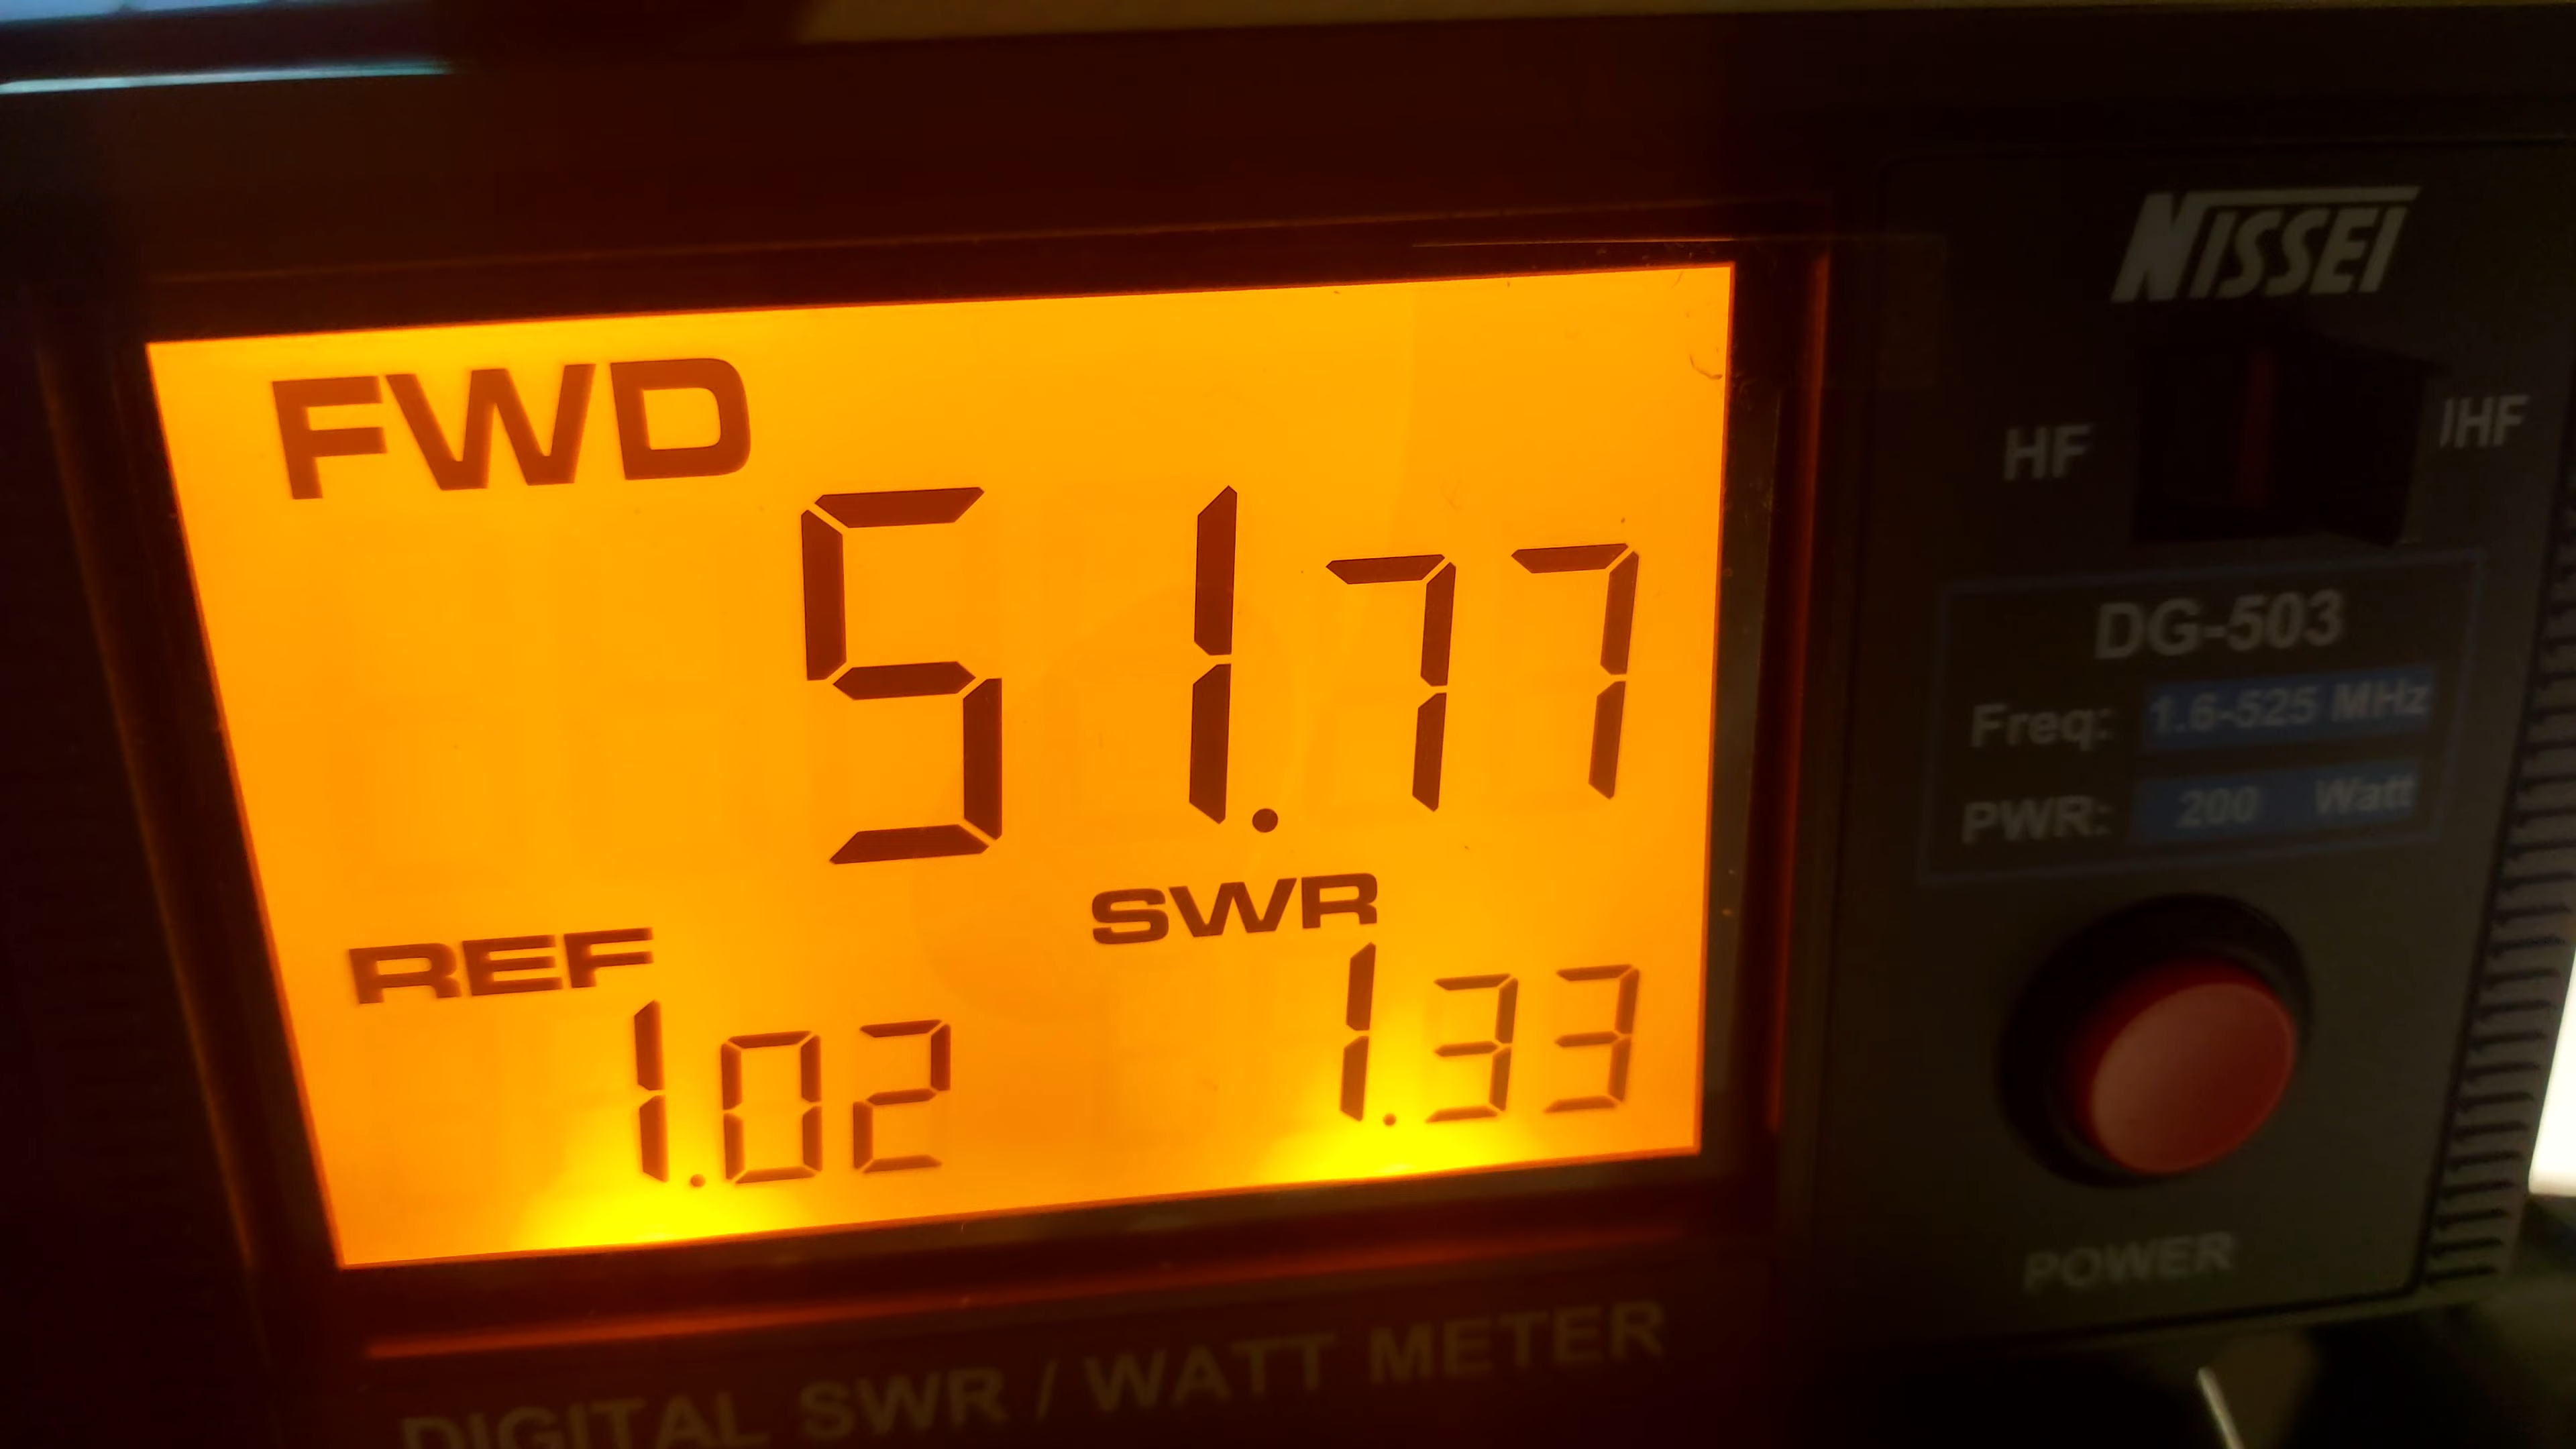 NISSEI
FWD
51.77
HF
DG-503
Freq: 1.6-525 MHz
PWR: 200 Watt
REF
1.02
SWR
1.33
POWER
DIGITAL SWR / WATT METER